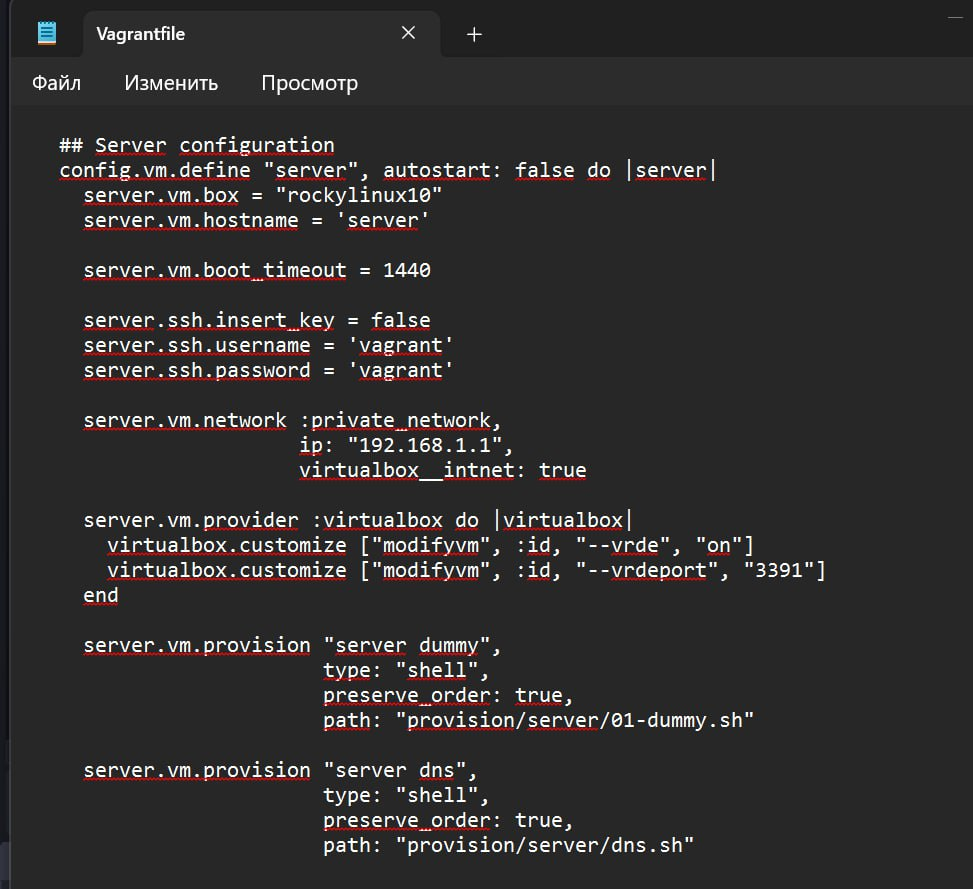 Vagrantfile
Файл Изменить Просмотр
## Server configuration
config.vm.define "server", autostart: false do |server|
server.vm.box = "rockylinux10"
server.vm.hostname = 'server'
server.vm.boot_timeout = 1440
server.ssh.insert_key = false
server.ssh.username = 'vagrant'
server.ssh.password = 'vagrant'
server.vm.network :private_network,
ip: "192.168.1.1",
virtualbox__intnet: true
server.vm.provider :virtualbox do |virtualbox|
virtualbox.customize ["modifyvm", :id, "--vrde", "on"]
virtualbox.customize ["modifyvm", :id, "--vrdeport", "3391"]
end
server.vm.provision "server dummy",
type: "shell",
preserve_order: true,
path: "provision/server/01-dummy.sh"
server.vm.provision "server dns",
type: "shell",
preserve_order: true,
path: "provision/server/dns.sh"